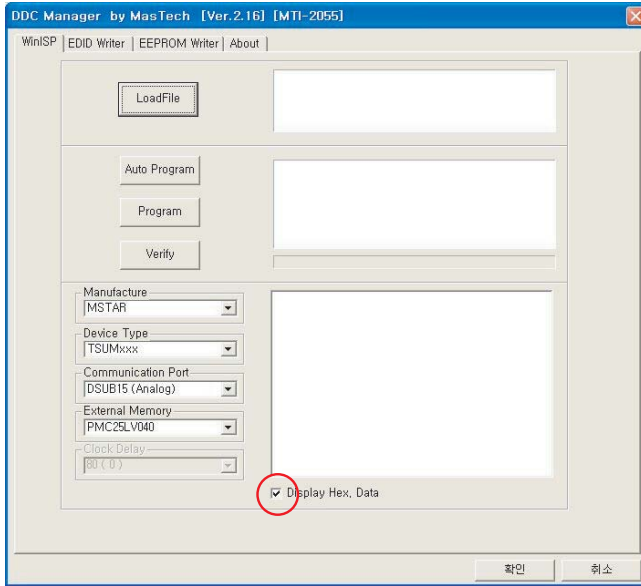 DDC Manager by MasTech [Ver.2.16] [MTI-2055]
WinISP EDID Writer EEPROM Writer About
LoadFile
Auto Program
Program
Verify
Manufacture
MSTAR
Device Type
TSUMxxx
Communication Port
DSUB15 (Analog)
External Memory
PMC25LV040
Clock Delay
80 ( 0 )
Display Hex, Data
확인 취소